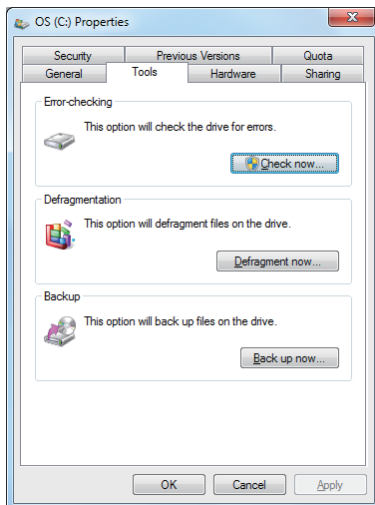 OS (C:) Properties
Security Previous Versions Quota
General Tools Hardware Sharing
Error-checking
This option will check the drive for errors.
Check now...
Defragmentation
This option will defragment files on the drive.
Defragment now...
Backup
This option will back up files on the drive.
Back up now...
OK Cancel Apply